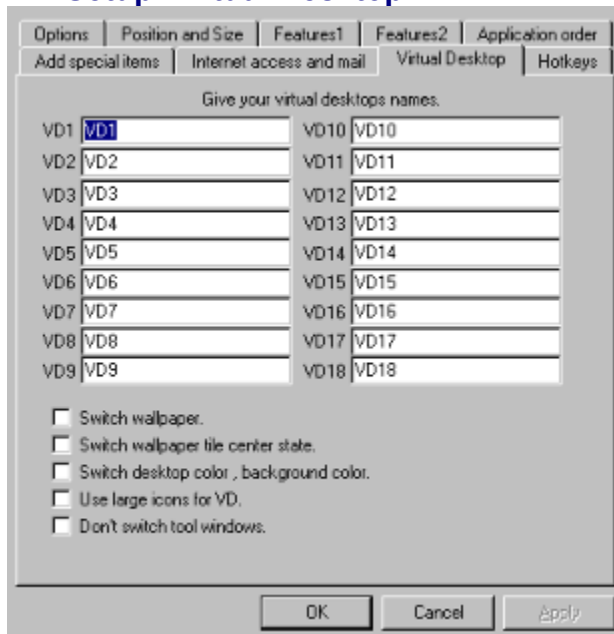 Options Position and Size Features1 Features2 Application order
Add special items Internet access and mail Virtual Desktop Hotkeys
Give your virtual desktops names.
VD1 VD1 VD10 VD10
VD2 VD2 VD11 VD11
VD3 VD3 VD12 VD12
VD4 VD4 VD13 VD13
VD5 VD5 VD14 VD14
VD6 VD6 VD15 VD15
VD7 VD7 VD16 VD16
VD8 VD8 VD17 VD17
VD9 VD9 VD18 VD18
Switch wallpaper.
Switch wallpaper tile center state.
Switch desktop color , background color.
Use large icons for VD.
Don't switch tool windows.
OK Cancel Apply